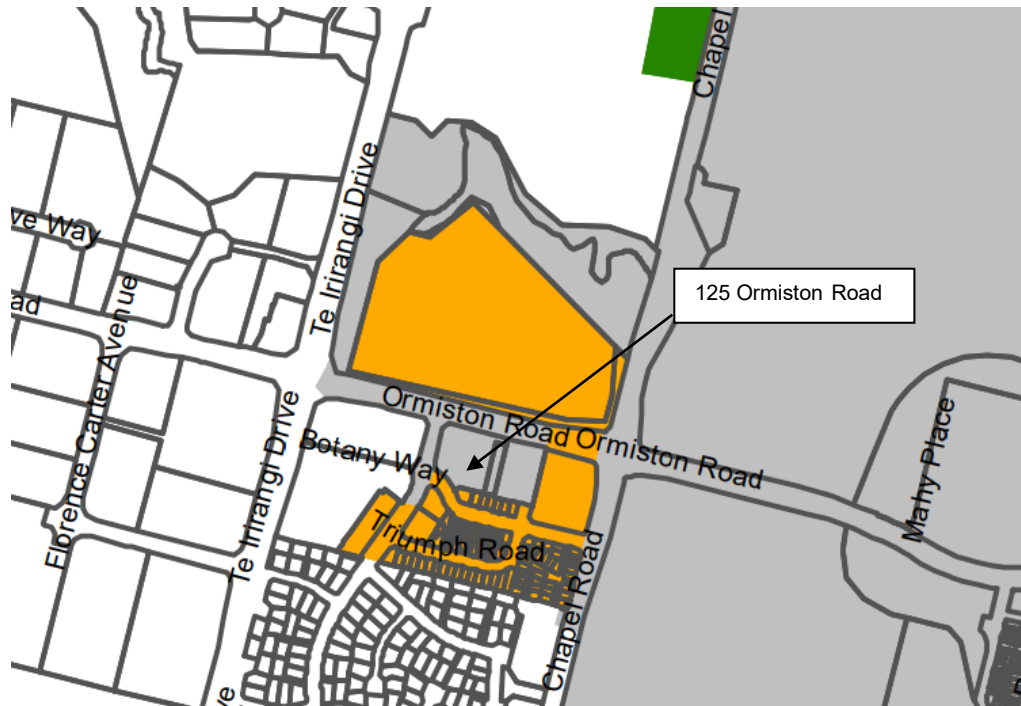 Chapel
Te Irirangi Drive
ve Way
ad
125 Ormiston Road
Florence Carter Avenue
Te Irirangi Drive
Ormiston Road
Ormiston Road
Botany Way
Mahy Place
Triumph Road
Chapel Road
ve